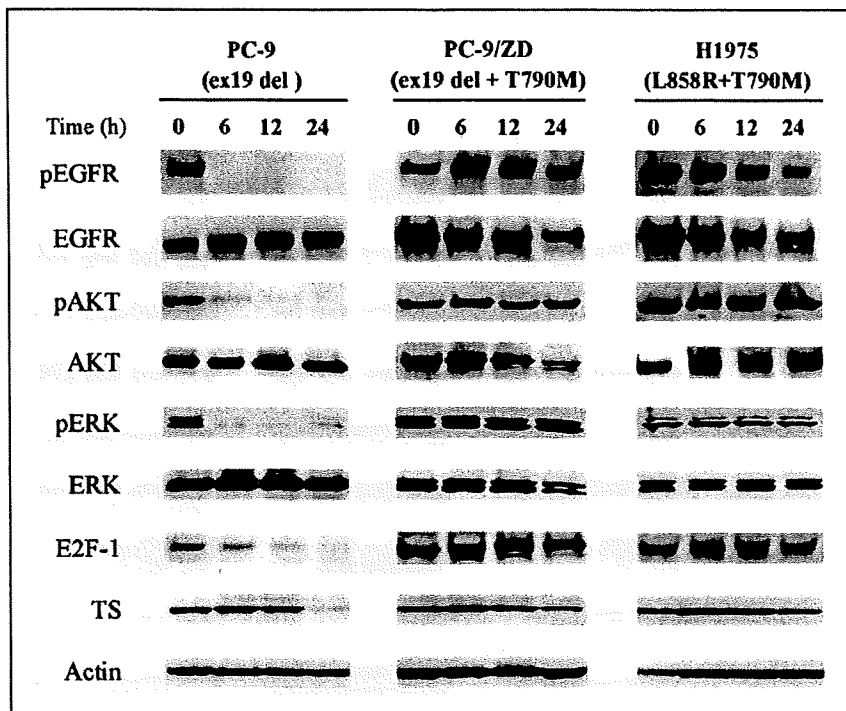 PC-9 PC-9/ZD H1975
(ex19 del ) (ex19 del + T790M) (L858R+T790M)
Time (h) 0 6 12 24 0 6 12 24 0 6 12 24
pEGFR
EGFR
pAKT
AKT
pERK
ERK
E2F-1
TS
Actin